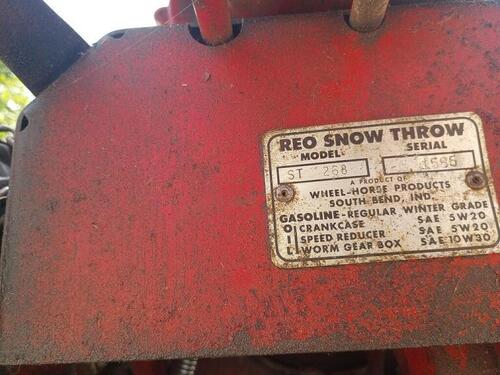 REO SNOW THROW
MODEL SERIAL
ST 268 1595
A PRODUCT OF
WHEEL-HORSE PRODUCTS
SOUTH BEND, IND.
GASOLINE-REGULAR WINTER GRADE
OIL
CRANKCASE SAE 5W20
SPEED REDUCER SAE 5W20
WORM GEAR BOX SAE 10W30